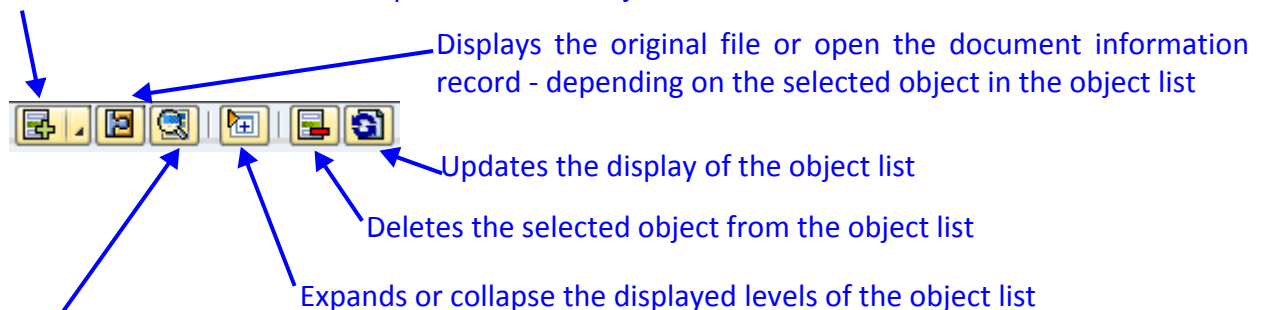 Displays the original file or open the document information
record - depending on the selected object in the object list
Updates the display of the object list
Deletes the selected object from the object list
Expands or collapse the displayed levels of the object list